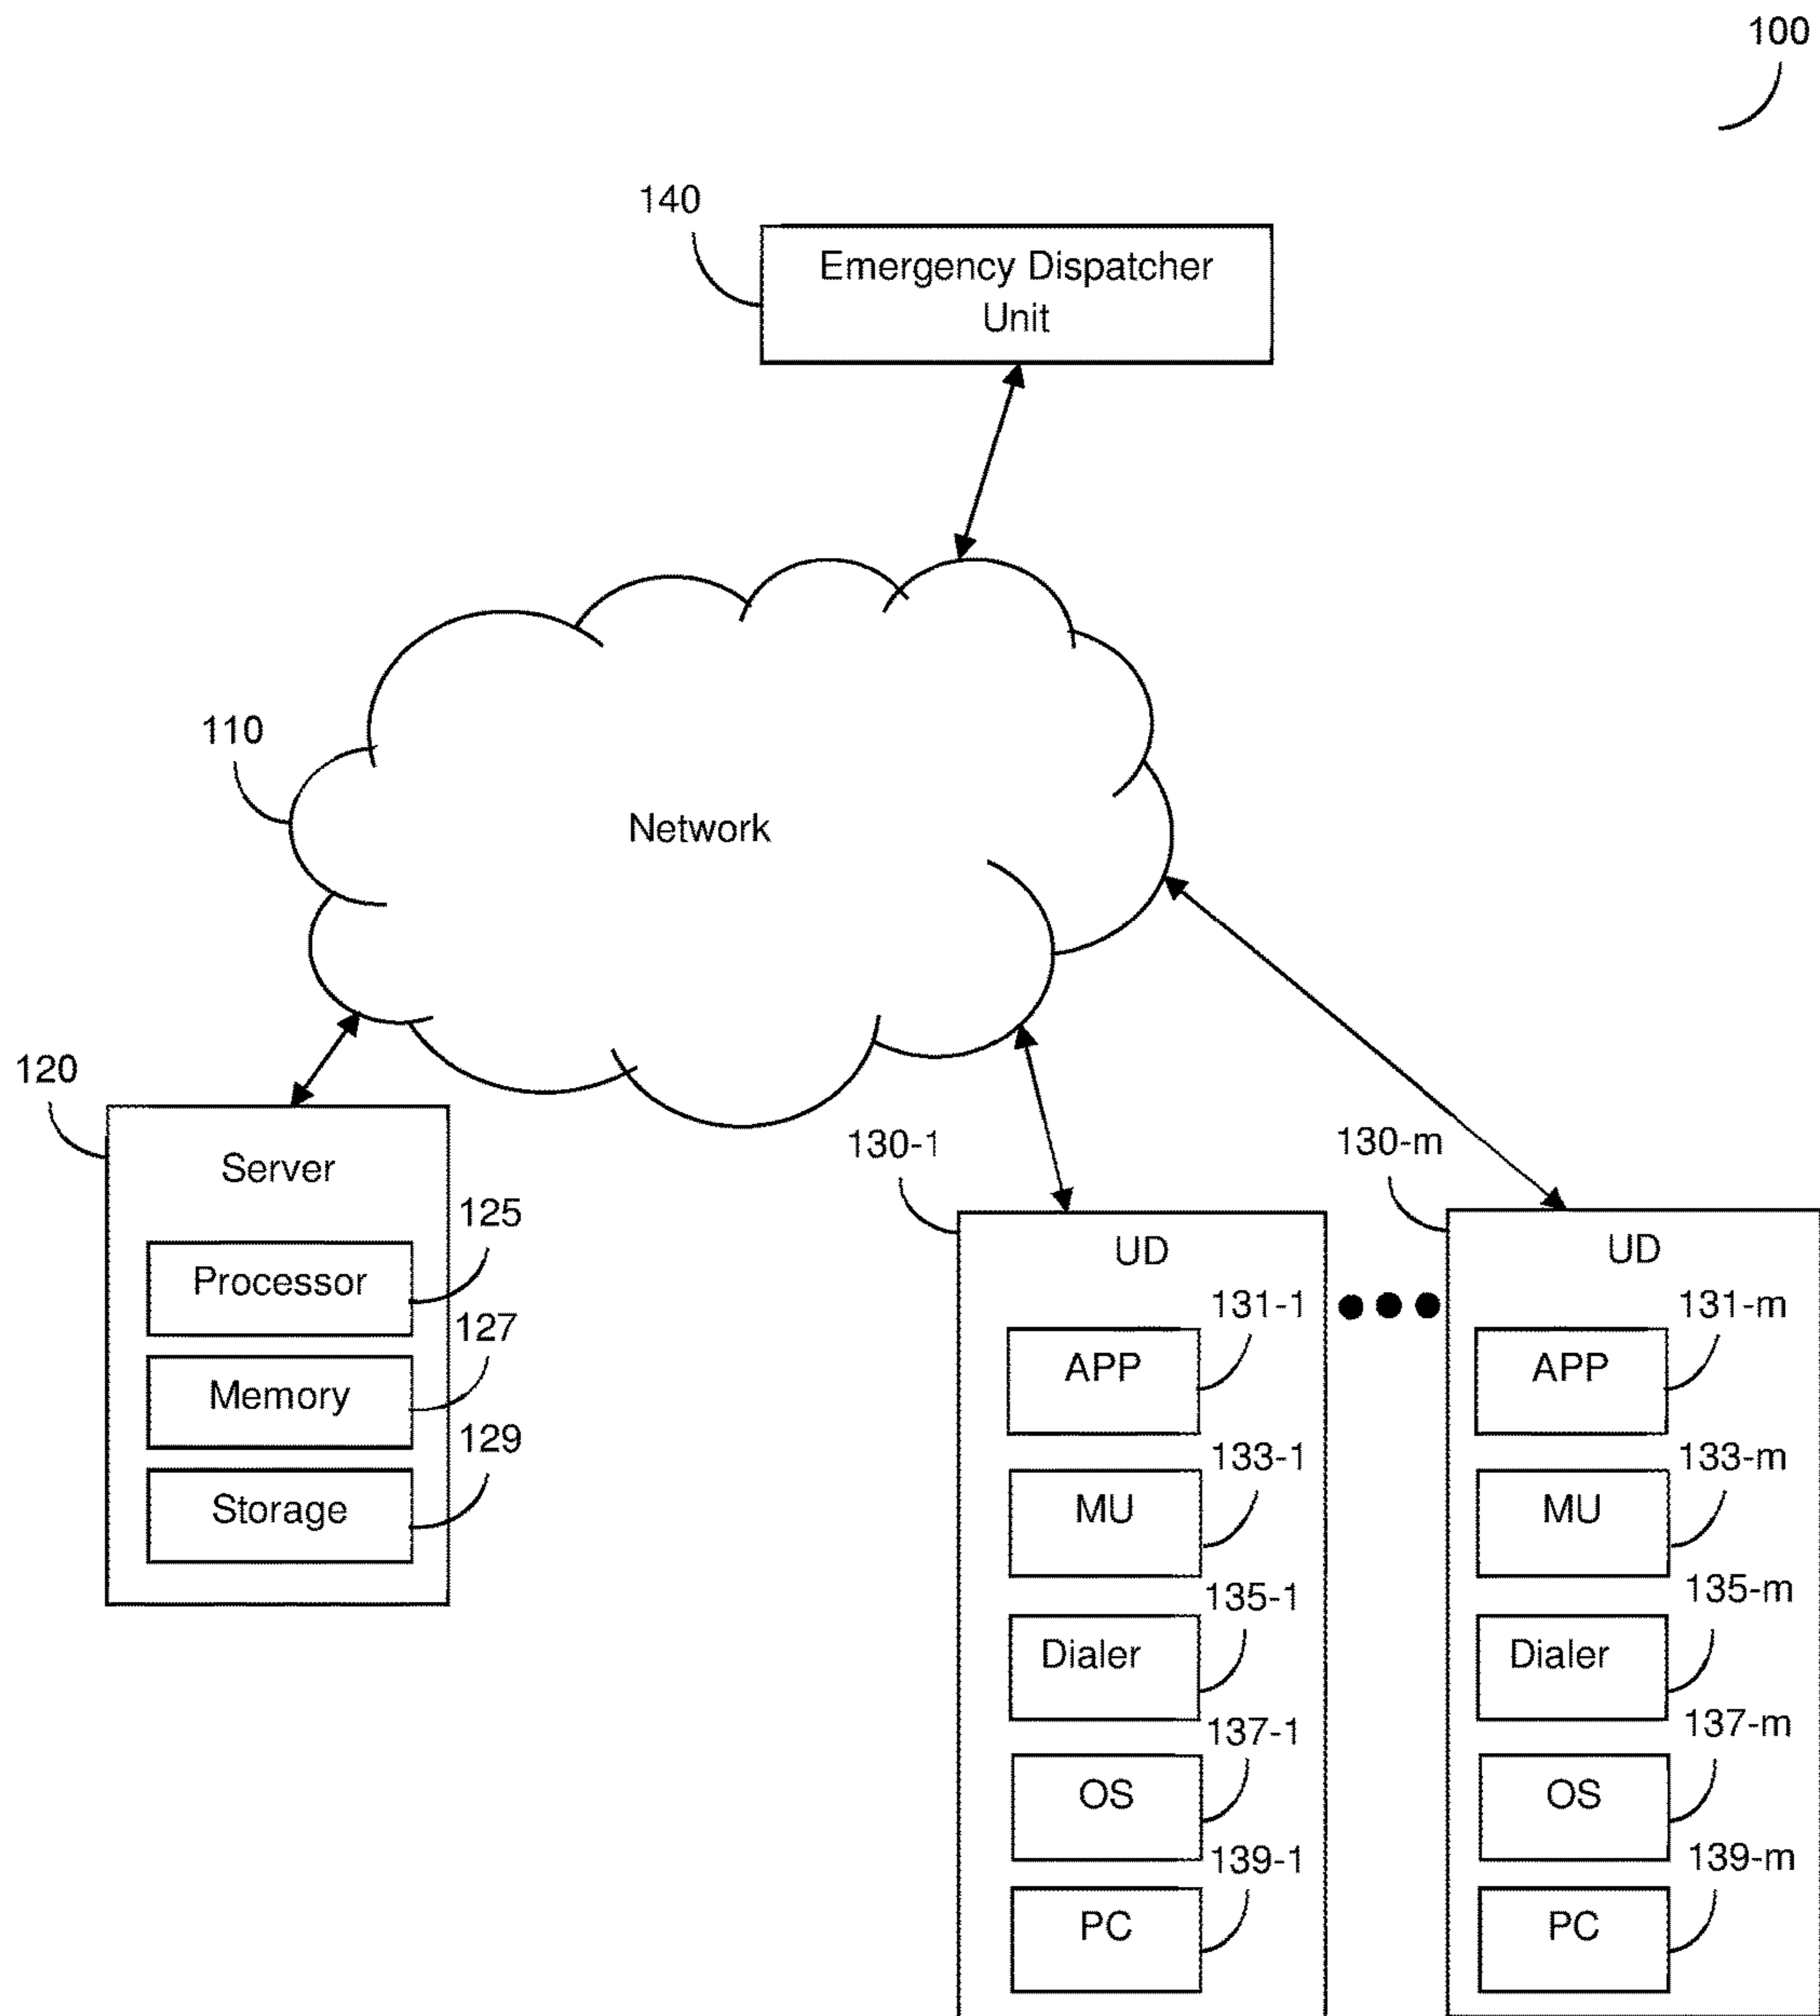 100
140
Emergency Dispatcher
Unit
110
Network
120
Server
125
Processor
127
Memory
129
Storage
130-1
UD
131-1
APP
133-1
MU
135-1
Dialer
137-1
OS
139-1
PC
130-m
UD
131-m
APP
133-m
MU
135-m
Dialer
137-m
OS
139-m
PC